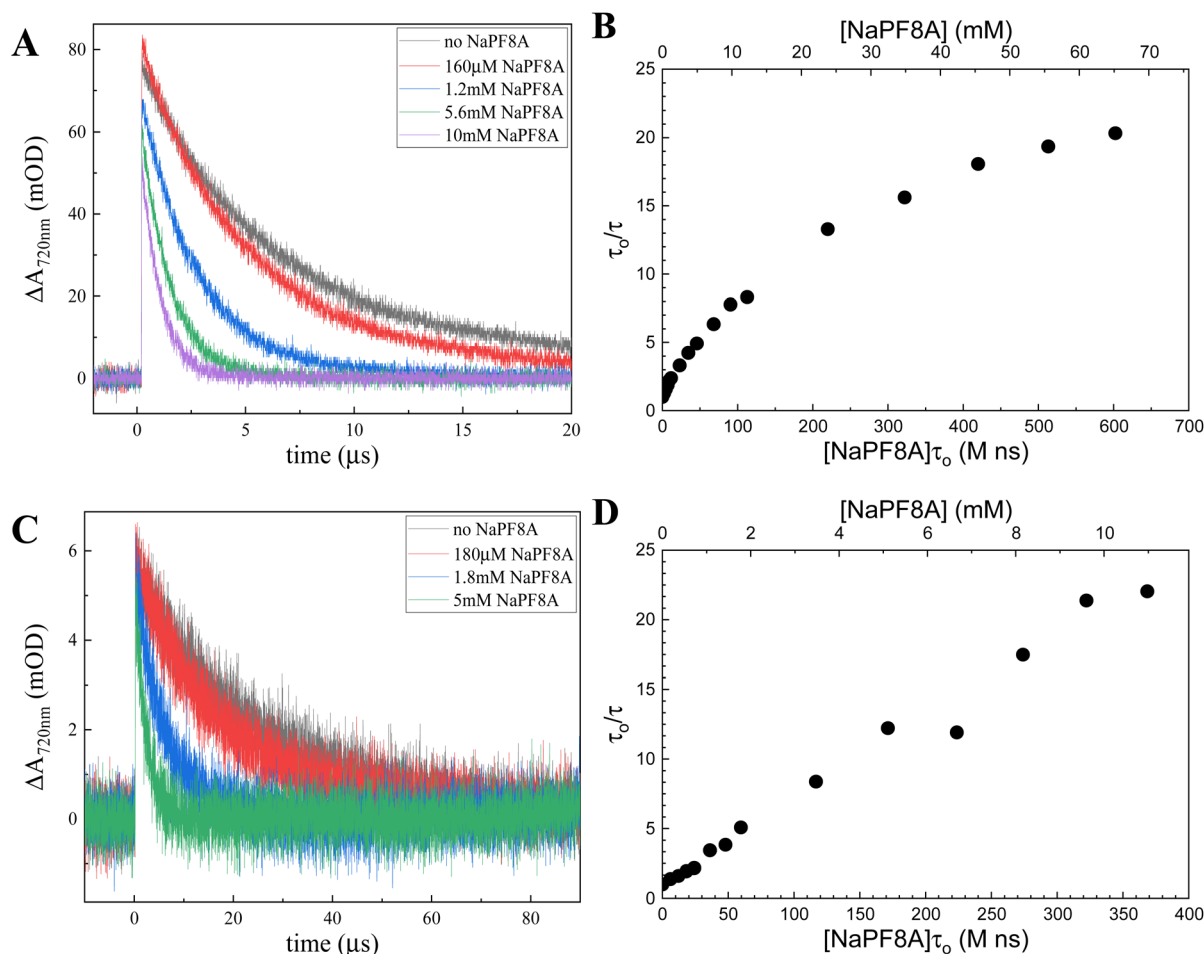 A
ΔA720nm (mOD)
80
60
40
20
0
no NaPF8A
160μM NaPF8A
1.2mM NaPF8A
5.6mM NaPF8A
10mM NaPF8A
0 5 10 15 20
time (μs)
B
[NaPF8A] (mM)
0 10 20 30 40 50 60 70
τo/τ
25
20
15
10
5
0
0 100 200 300 400 500 600 700
[NaPF8A]τo (M ns)
C
ΔA720nm (mOD)
6
4
2
0
no NaPF8A
180μM NaPF8A
1.8mM NaPF8A
5mM NaPF8A
0 20 40 60 80
time (μs)
D
[NaPF8A] (mM)
0 2 4 6 8 10
τo/τ
25
20
15
10
5
0
0 50 100 150 200 250 300 350 400
[NaPF8A]τo (M ns)